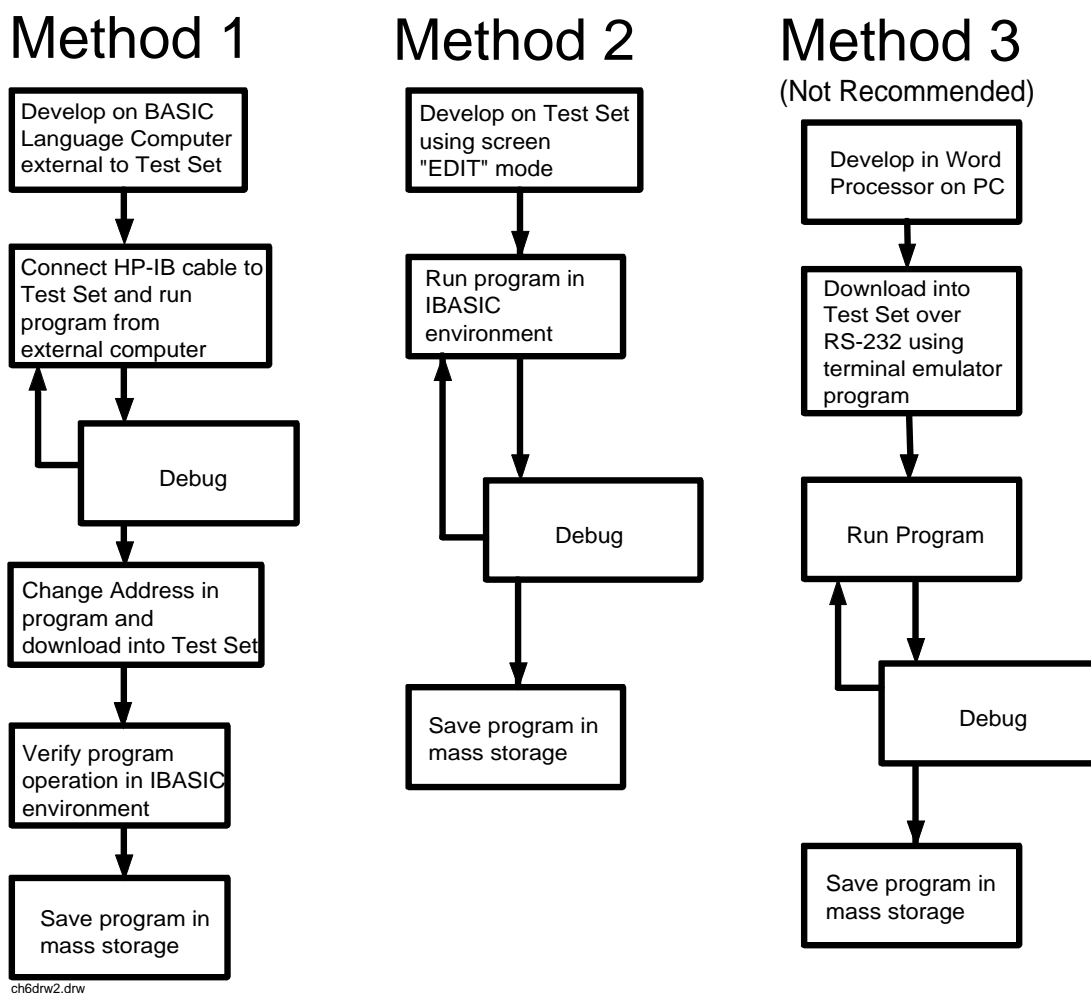 Method 1
Develop on BASIC
Language Computer
external to Test Set
Connect HP-IB cable to
Test Set and run
program from
external computer
Debug
Change Address in
program and
download into Test Set
Verify program
operation in IBASIC
environment
Save program in
mass storage
ch6drw2.drw
Method 2
Develop on Test Set
using screen
"EDIT" mode
Run program in
IBASIC
environment
Debug
Save program in
mass storage
Method 3
(Not Recommended)
Develop in Word
Processor on PC
Download into
Test Set over
RS-232 using
terminal emulator
program
Run Program
Debug
Save program in
mass storage